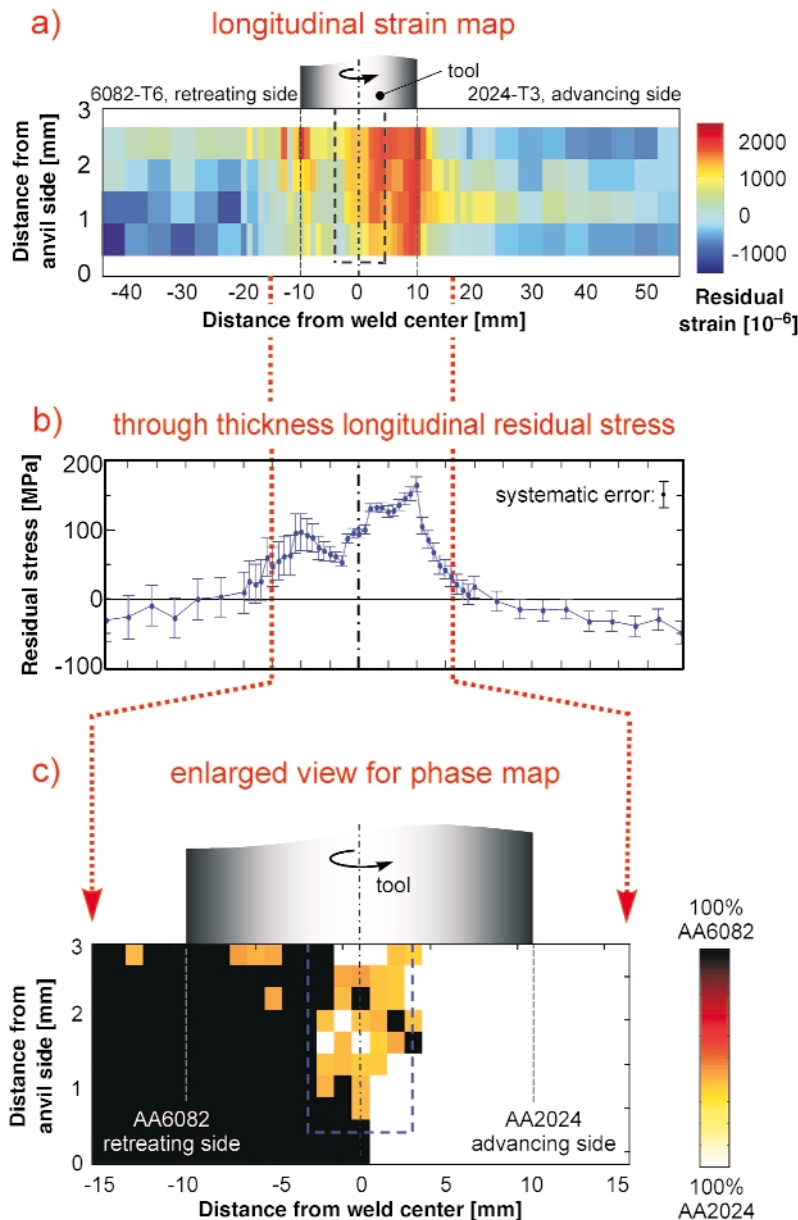 a)
longitudinal strain map
tool
6082-T6, retreating side
2024-T3, advancing side
Distance from
anvil side [mm]
3
2
1
0
-40 -30 -20 -10 0 10 20 30 40 50
Distance from weld center [mm]
2000
1000
0
-1000
Residual
strain [10⁻⁶]
b)
through thickness longitudinal residual stress
Residual stress [MPa]
200
100
0
-100
systematic error:
c)
enlarged view for phase map
tool
Distance from
anvil side [mm]
3
2
1
0
AA6082
retreating side
AA2024
advancing side
-15 -10 -5 0 5 10 15
Distance from weld center [mm]
100%
AA6082
100%
AA2024